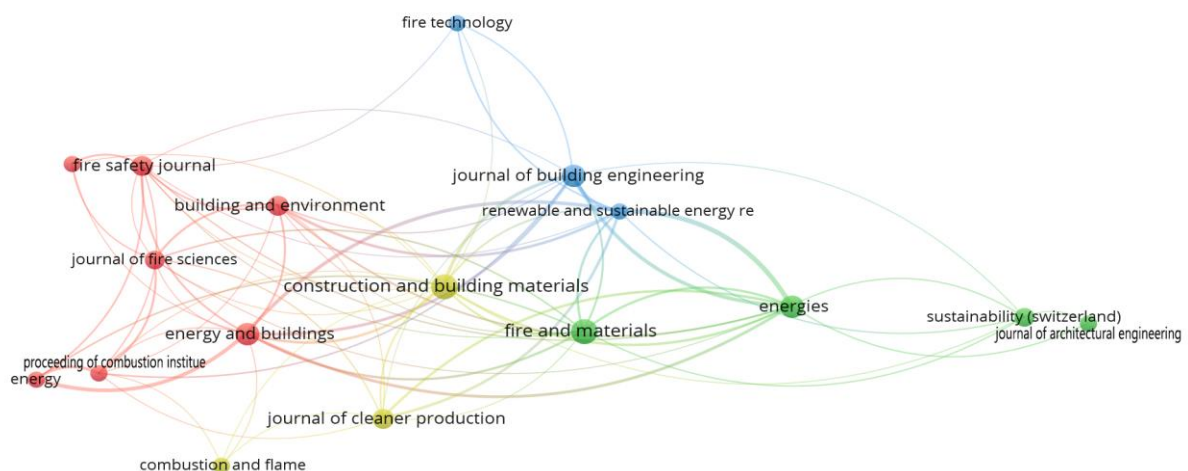 fire technology
fire safety journal
journal of building engineering
building and environment
renewable and sustainable energy re
journal of fire sciences
construction and building materials
energies
sustainability (switzerland)
energy and buildings
fire and materials
journal of architectural engineering
proceeding of combustion institue
energy
journal of cleaner production
combustion and flame